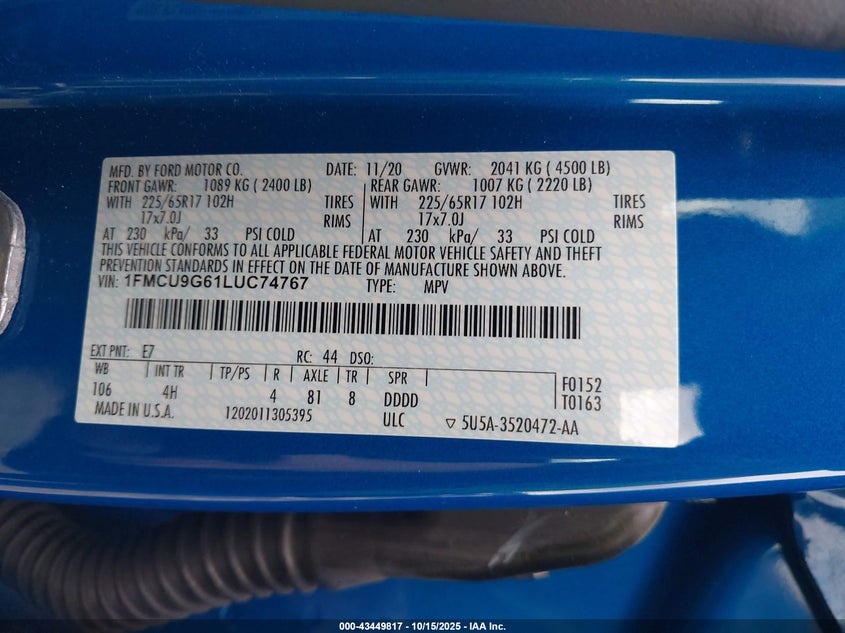 MFD. BY FORD MOTOR CO. DATE: 11/20 GVWR: 2041 KG ( 4500 LB)
FRONT GAWR: 1089 KG ( 2400 LB) REAR GAWR: 1007 KG ( 2220 LB)
WITH 225/65R17 102H TIRES WITH 225/65R17 102H TIRES
17x7.0J RIMS 17x7.0J RIMS
AT 230 kPa/ 33 PSI COLD AT 230 kPa/ 33 PSI COLD
THIS VEHICLE CONFORMS TO ALL APPLICABLE FEDERAL MOTOR VEHICLE SAFETY AND THEFT
PREVENTION STANDARDS IN EFFECT ON THE DATE OF MANUFACTURE SHOWN ABOVE.
VIN: 1FMCU9G61LUC74767 TYPE: MPV
EXT PNT: E7 RC: 44 DSO:
WB INT TR TP/PS R AXLE TR SPR
106 4H 4 81 8 DDDD
F0152
T0163
MADE IN U.S.A. 1202011305395 ULC ▽ 5U5A-3520472-AA
000-43449817 - 10/15/2025 - IAA Inc.